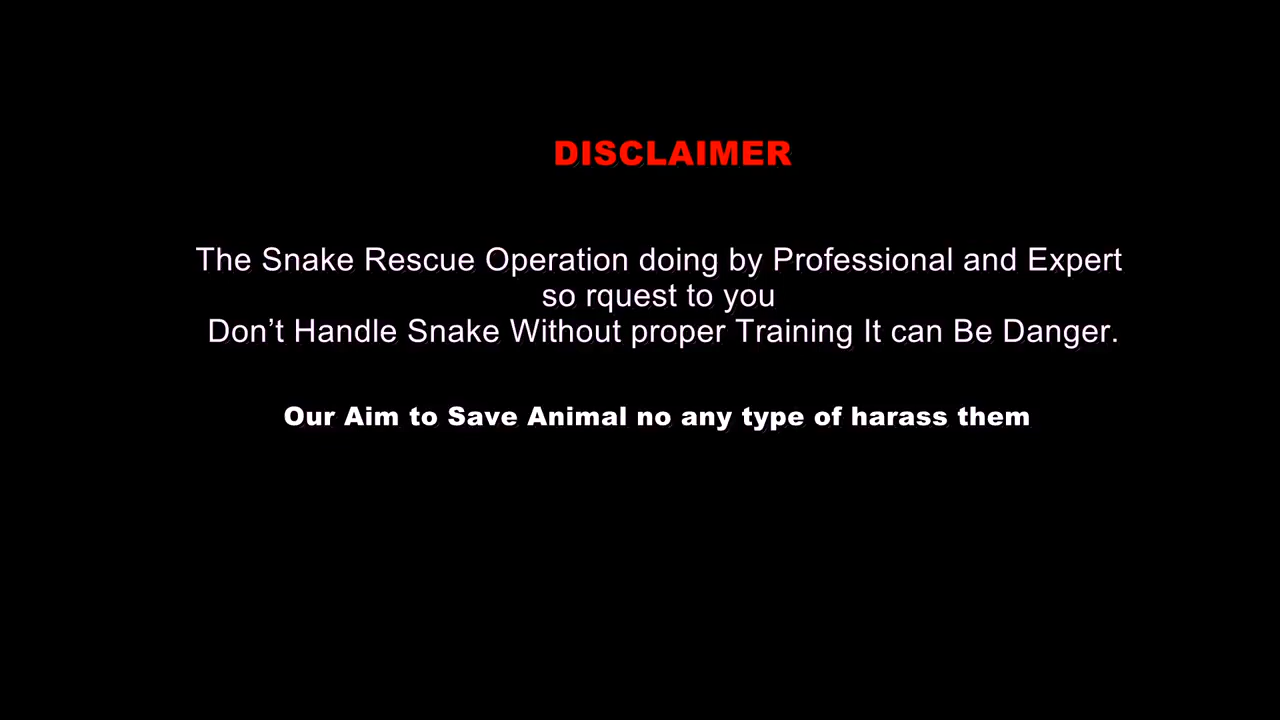 DISCLAIMER
The Snake Rescue Operation doing by Professional and Expert
so rquest to you
Don’t Handle Snake Without proper Training It can Be Danger.
Our Aim to Save Animal no any type of harass them